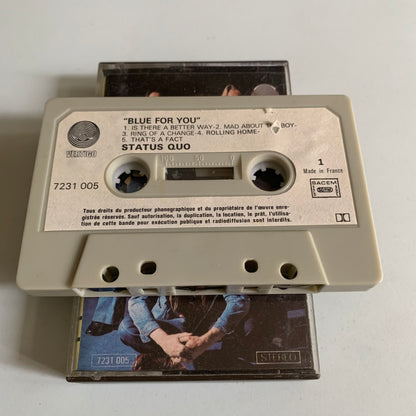 "BLUE FOR YOU"
1. IS THERE A BETTER WAY-2. MAD ABOUT BOY-
3. RING OF A CHANGE-4. ROLLING HOME-
5. THAT'S A FACT
STATUS QUO
VERTIGO
100 50 0
7231 005
1
Made in France
SACEM
Tous droits du producteur phonographique et du propriétaire de l'œuvre enre-
gistrée réservés. Sauf autorisation, la duplication, la location, le prêt, l'utilisa-
tion de cette bande pour exécution publique et radiodiffusion sont interdits.
7231 005
STEREO